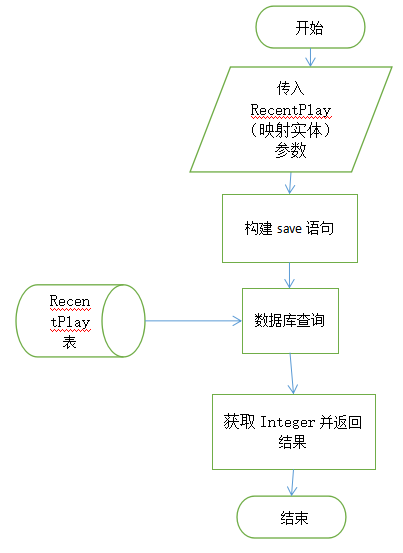 开始
传入
RecentPlay
（映射实体）
参数
构建 save 语句
Recen
tPlay
表
数据库查询
获取 Integer 并返回
结果
结束